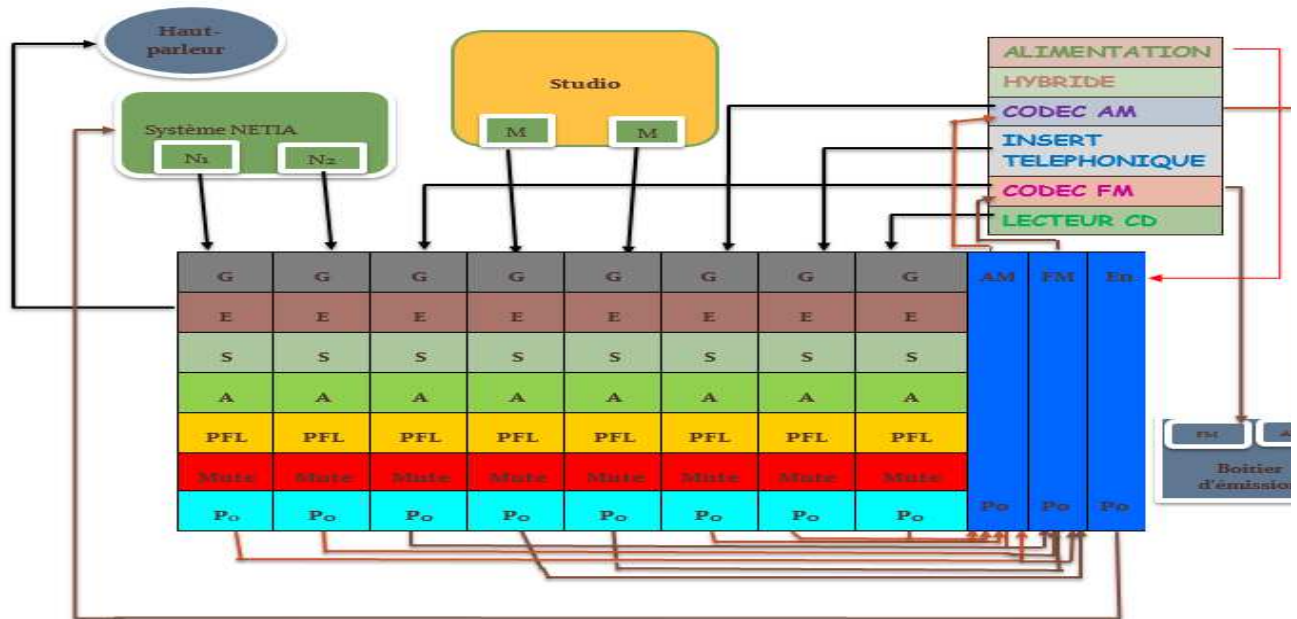 Haut-
parleur
Système NETIA
N1
N2
Studio
M
M
ALIMENTATION
HYBRIDE
CODEC AM
INSERT
TELEPHONIQUE
CODEC FM
LECTEUR CD
G G G G G G G G AM FM En
E E E E E E E E
S S S S S S S S
A A A A A A A A
PFL PFL PFL PFL PFL PFL PFL PFL
Mute Mute Mute Mute Mute Mute Mute Mute
Po Po Po Po Po Po Po Po Po Po Po
FM
Boitier
d'émission